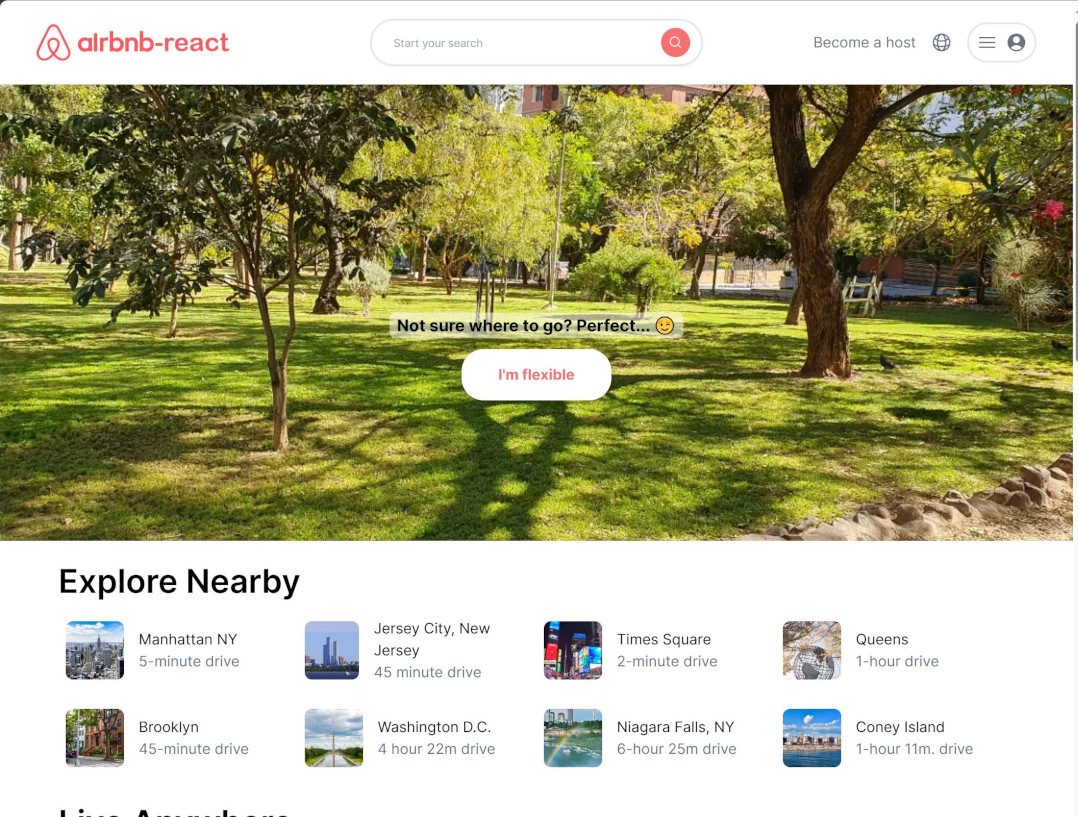 airbnb-react
Start your search
Become a host
Not sure where to go? Perfect... 😉
I'm flexible
Explore Nearby
Manhattan NY
5-minute drive
Jersey City, New
Jersey
45 minute drive
Times Square
2-minute drive
Queens
1-hour drive
Brooklyn
45-minute drive
Washington D.C.
4 hour 22m drive
Niagara Falls, NY
6-hour 25m drive
Coney Island
1-hour 11m. drive
Live Anywhere